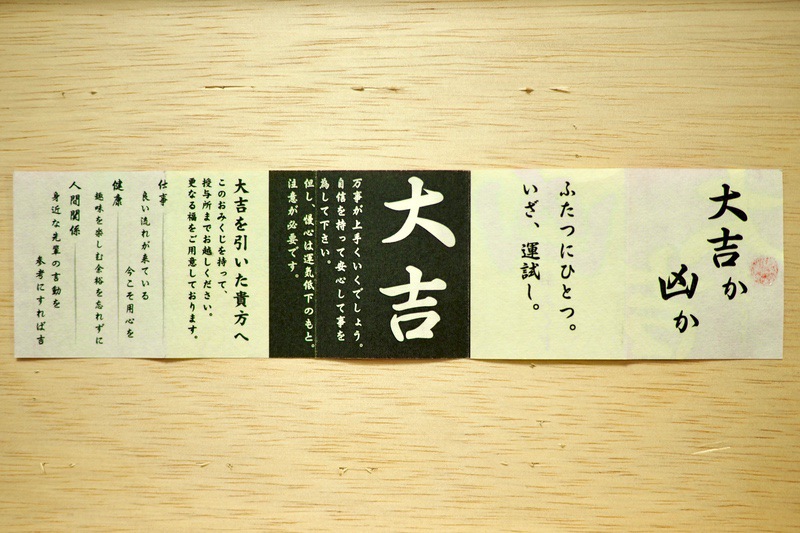 大吉か
凶か
ふたつにひとつ。
いざ、運試し。
大吉
万事が上手くいくでしょう。
自信を持って安心して事を
為して下さい。
但し、慢心は運気低下のもと。
注意が必要です。
大吉を引いた貴方へ
このおみくじを持って、
授与所までお越しください。
更なる福をご用意しております。
仕事
良い流れが来ている
今こそ用心を
健康
趣味を楽しむ余裕を忘れずに
人間関係
身近な先輩の言動を
参考にすれば吉